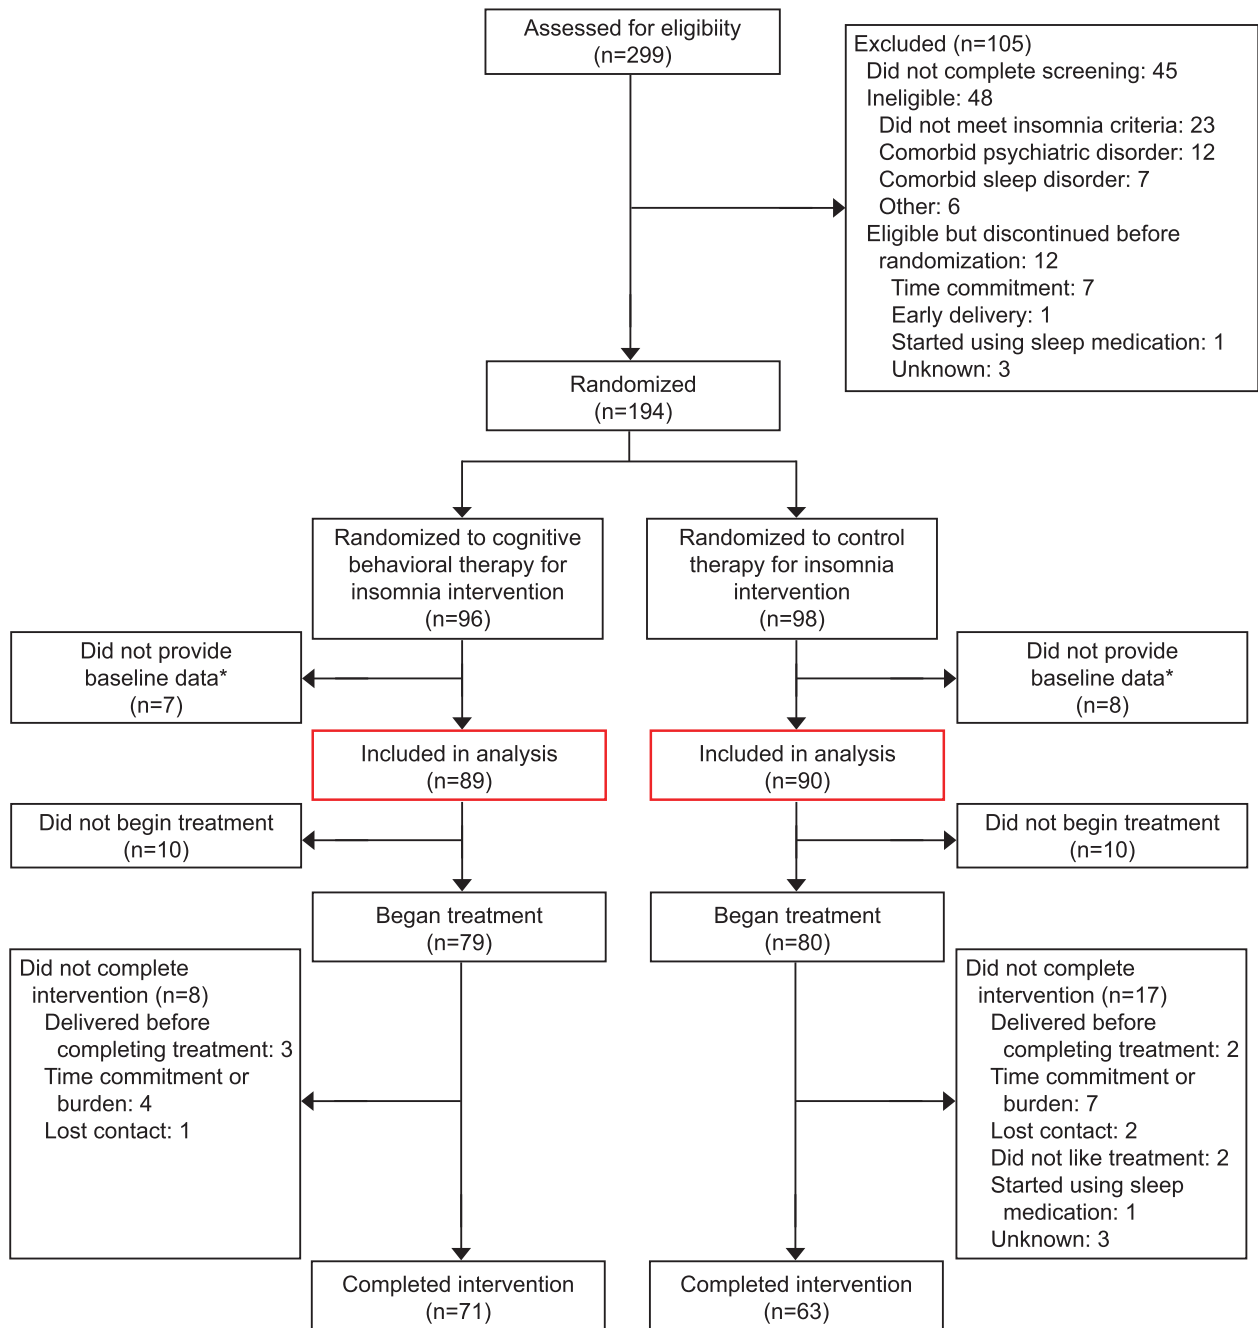 Assessed for eligibiity
(n=299)
Excluded (n=105)
Did not complete screening: 45
Ineligible: 48
Did not meet insomnia criteria: 23
Comorbid psychiatric disorder: 12
Comorbid sleep disorder: 7
Other: 6
Eligible but discontinued before
randomization: 12
Time commitment: 7
Early delivery: 1
Started using sleep medication: 1
Unknown: 3
Randomized
(n=194)
Randomized to cognitive
behavioral therapy for
insomnia intervention
(n=96)
Randomized to control
therapy for insomnia
intervention
(n=98)
Did not provide
baseline data*
(n=7)
Did not provide
baseline data*
(n=8)
Included in analysis
(n=89)
Included in analysis
(n=90)
Did not begin treatment
(n=10)
Did not begin treatment
(n=10)
Began treatment
(n=79)
Began treatment
(n=80)
Did not complete
intervention (n=8)
Delivered before
completing treatment: 3
Time commitment or
burden: 4
Lost contact: 1
Did not complete
intervention (n=17)
Delivered before
completing treatment: 2
Time commitment or
burden: 7
Lost contact: 2
Did not like treatment: 2
Started using sleep
medication: 1
Unknown: 3
Completed intervention
(n=71)
Completed intervention
(n=63)